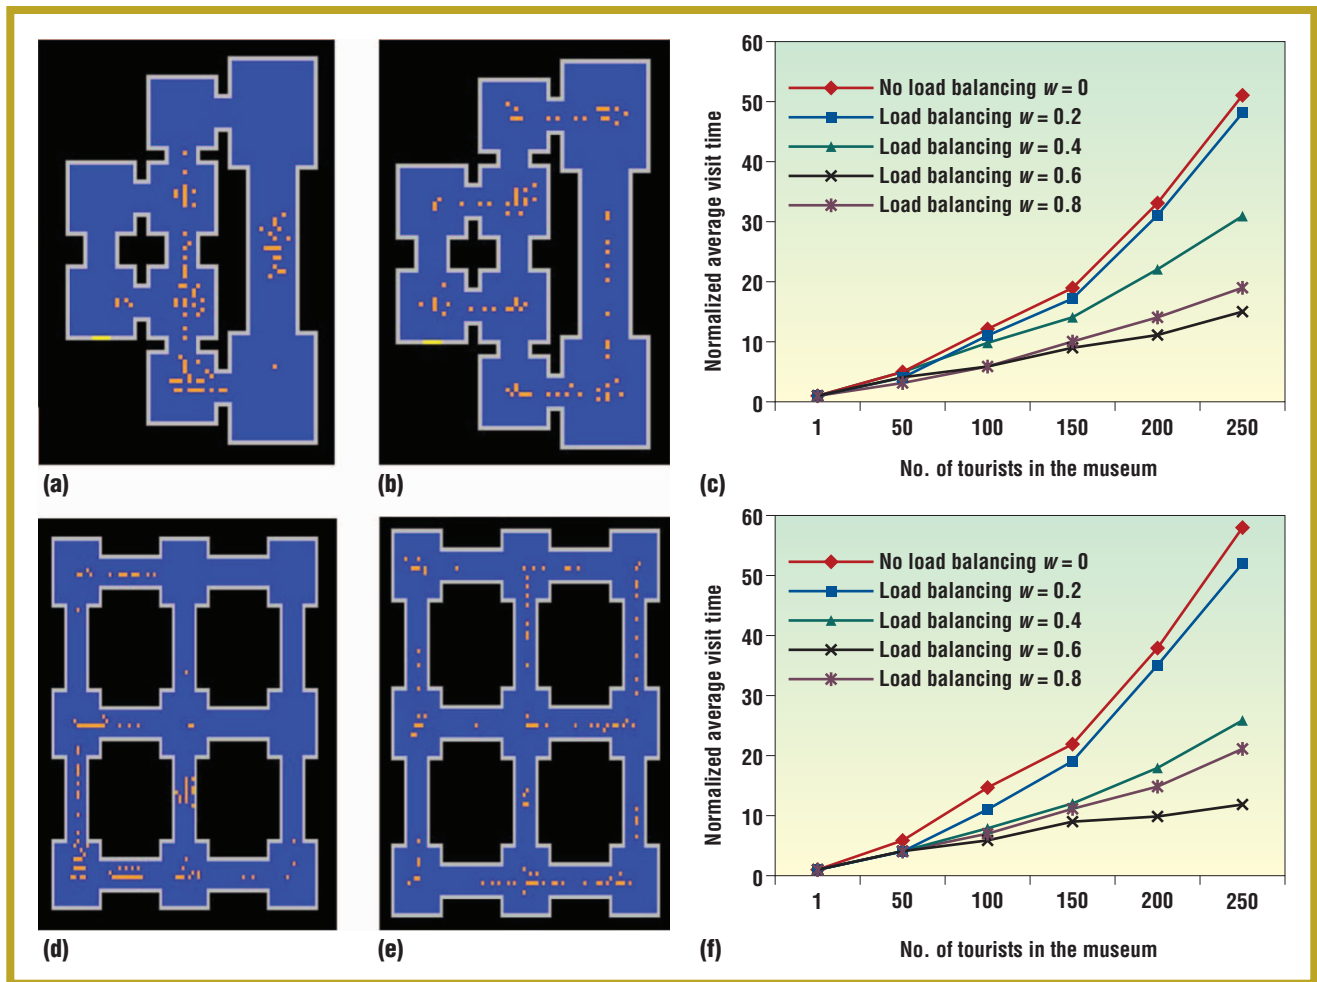 (a)
(b)
60
50
40
30
20
10
0
Normalized average visit time
No load balancing w = 0
Load balancing w = 0.2
Load balancing w = 0.4
Load balancing w = 0.6
Load balancing w = 0.8
1 50 100 150 200 250
No. of tourists in the museum
(c)
(d)
(e)
60
50
40
30
20
10
0
Normalized average visit time
No load balancing w = 0
Load balancing w = 0.2
Load balancing w = 0.4
Load balancing w = 0.6
Load balancing w = 0.8
1 50 100 150 200 250
No. of tourists in the museum
(f)